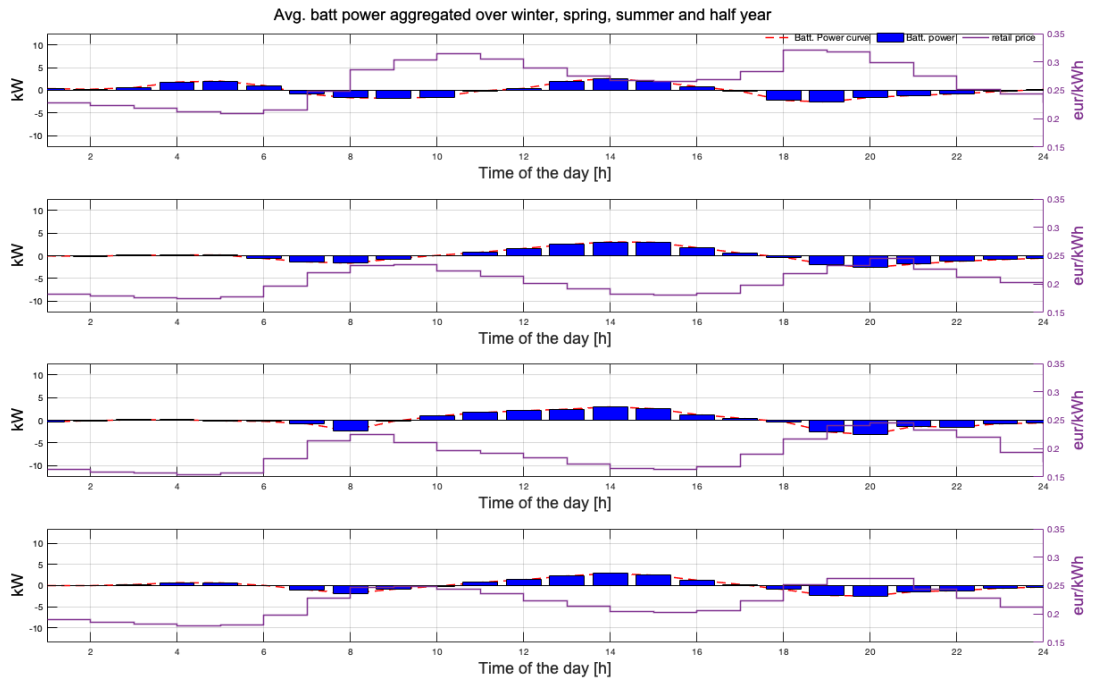 Avg. batt power aggregated over winter, spring, summer and half year
Batt. Power curve Batt. power retail price
kW
10
5
0
-5
-10
0.35
0.3
0.25
0.2
0.15
eur/kWh
2 4 6 8 10 12 14 16 18 20 22 24
Time of the day [h]
kW
10
5
0
-5
-10
0.35
0.3
0.25
0.2
0.15
eur/kWh
2 4 6 8 10 12 14 16 18 20 22 24
Time of the day [h]
kW
10
5
0
-5
-10
0.35
0.3
0.25
0.2
0.15
eur/kWh
2 4 6 8 10 12 14 16 18 20 22 24
Time of the day [h]
kW
10
5
0
-5
-10
0.35
0.3
0.25
0.2
0.15
eur/kWh
2 4 6 8 10 12 14 16 18 20 22 24
Time of the day [h]